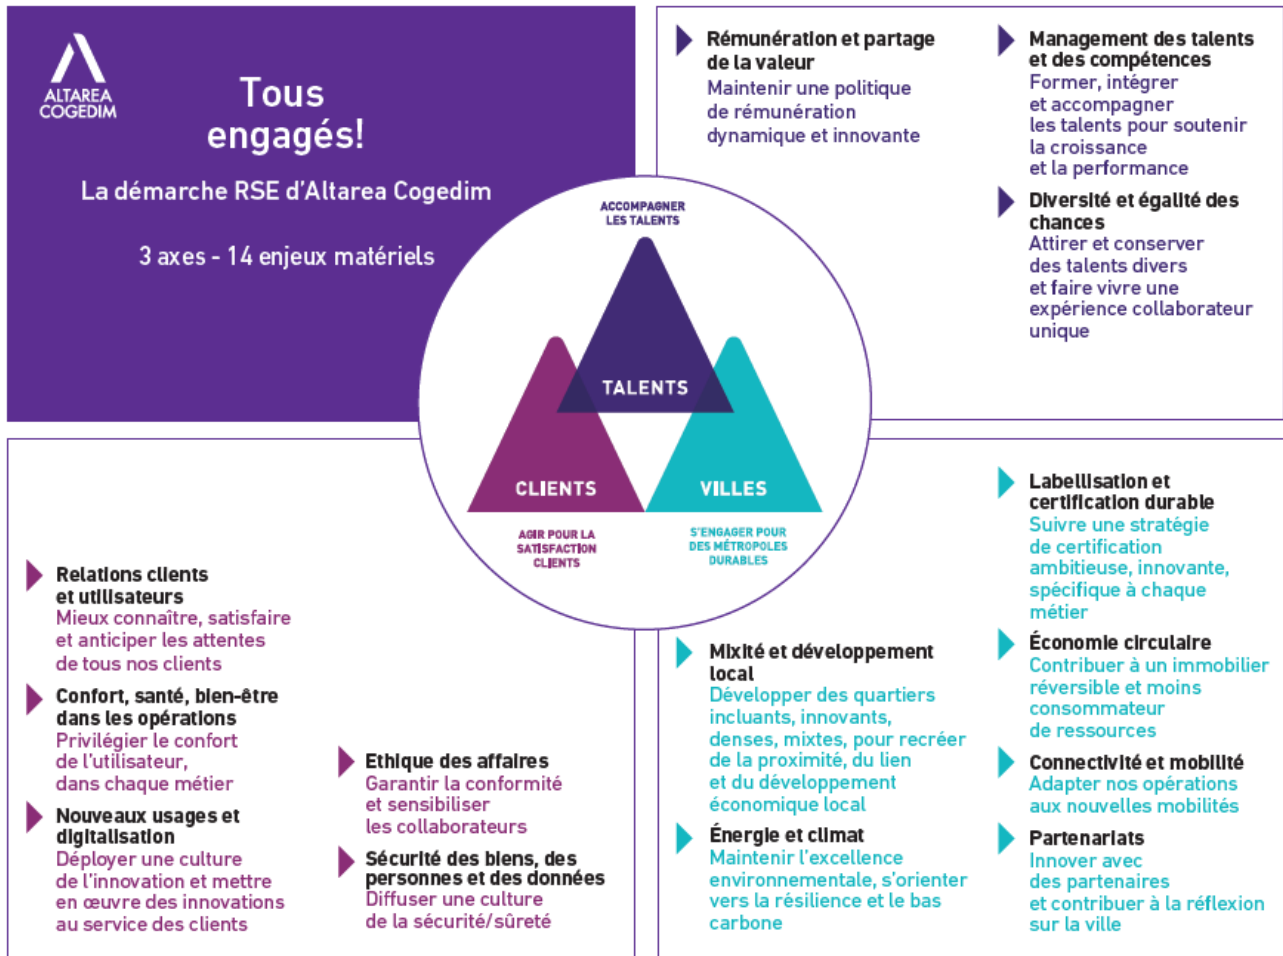 ALTAREA
COGEDIM
Tous
engagés!
La démarche RSE d’Altarea Cogedim
3 axes - 14 enjeux matériels
Rémunération et partage
de la valeur
Maintenir une politique
de rémunération
dynamique et innovante
Management des talents
et des compétences
Former, intégrer
et accompagner
les talents pour soutenir
la croissance
et la performance
Diversité et égalité des
chances
Attirer et conserver
des talents divers
et faire vivre une
expérience collaborateur
unique
ACCOMPAGNER
LES TALENTS
TALENTS
CLIENTS
VILLES
AGIR POUR LA
SATISFACTION
CLIENTS
S’ENGAGER POUR
DES MÉTROPOLES
DURABLES
Relations clients
et utilisateurs
Mieux connaître, satisfaire
et anticiper les attentes
de tous nos clients
Confort, santé, bien-être
dans les opérations
Privilégier le confort
de l’utilisateur,
dans chaque métier
Nouveaux usages et
digitalisation
Déployer une culture
de l’innovation et mettre
en œuvre des innovations
au service des clients
Ethique des affaires
Garantir la conformité
et sensibiliser
les collaborateurs
Sécurité des biens, des
personnes et des données
Diffuser une culture
de la sécurité/sûreté
Mixité et développement
local
Développer des quartiers
incluants, innovants,
denses, mixtes, pour recréer
de la proximité, du lien
et du développement
économique local
Énergie et climat
Maintenir l’excellence
environnementale, s’orienter
vers la résilience et le bas
carbone
Labellisation et
certification durable
Suivre une stratégie
de certification
ambitieuse, innovante,
spécifique à chaque
métier
Économie circulaire
Contribuer à un immobilier
réversible et moins
consommateur
de ressources
Connectivité et mobilité
Adapter nos opérations
aux nouvelles mobilités
Partenariats
Innover avec
des partenaires
et contribuer à la réflexion
sur la ville